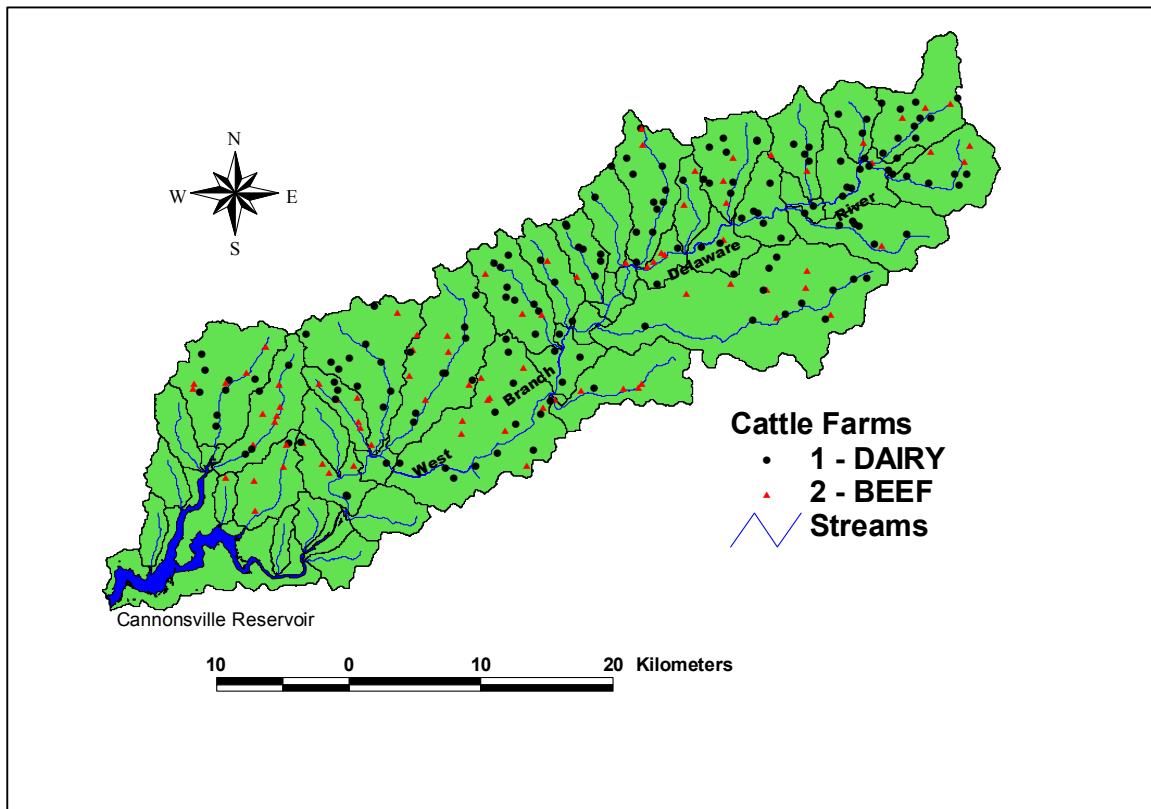 N
W E
S
River
Delaware
Branch
West
Cattle Farms
1 - DAIRY
2 - BEEF
Streams
Cannonsville Reservoir
10 0 10 20 Kilometers